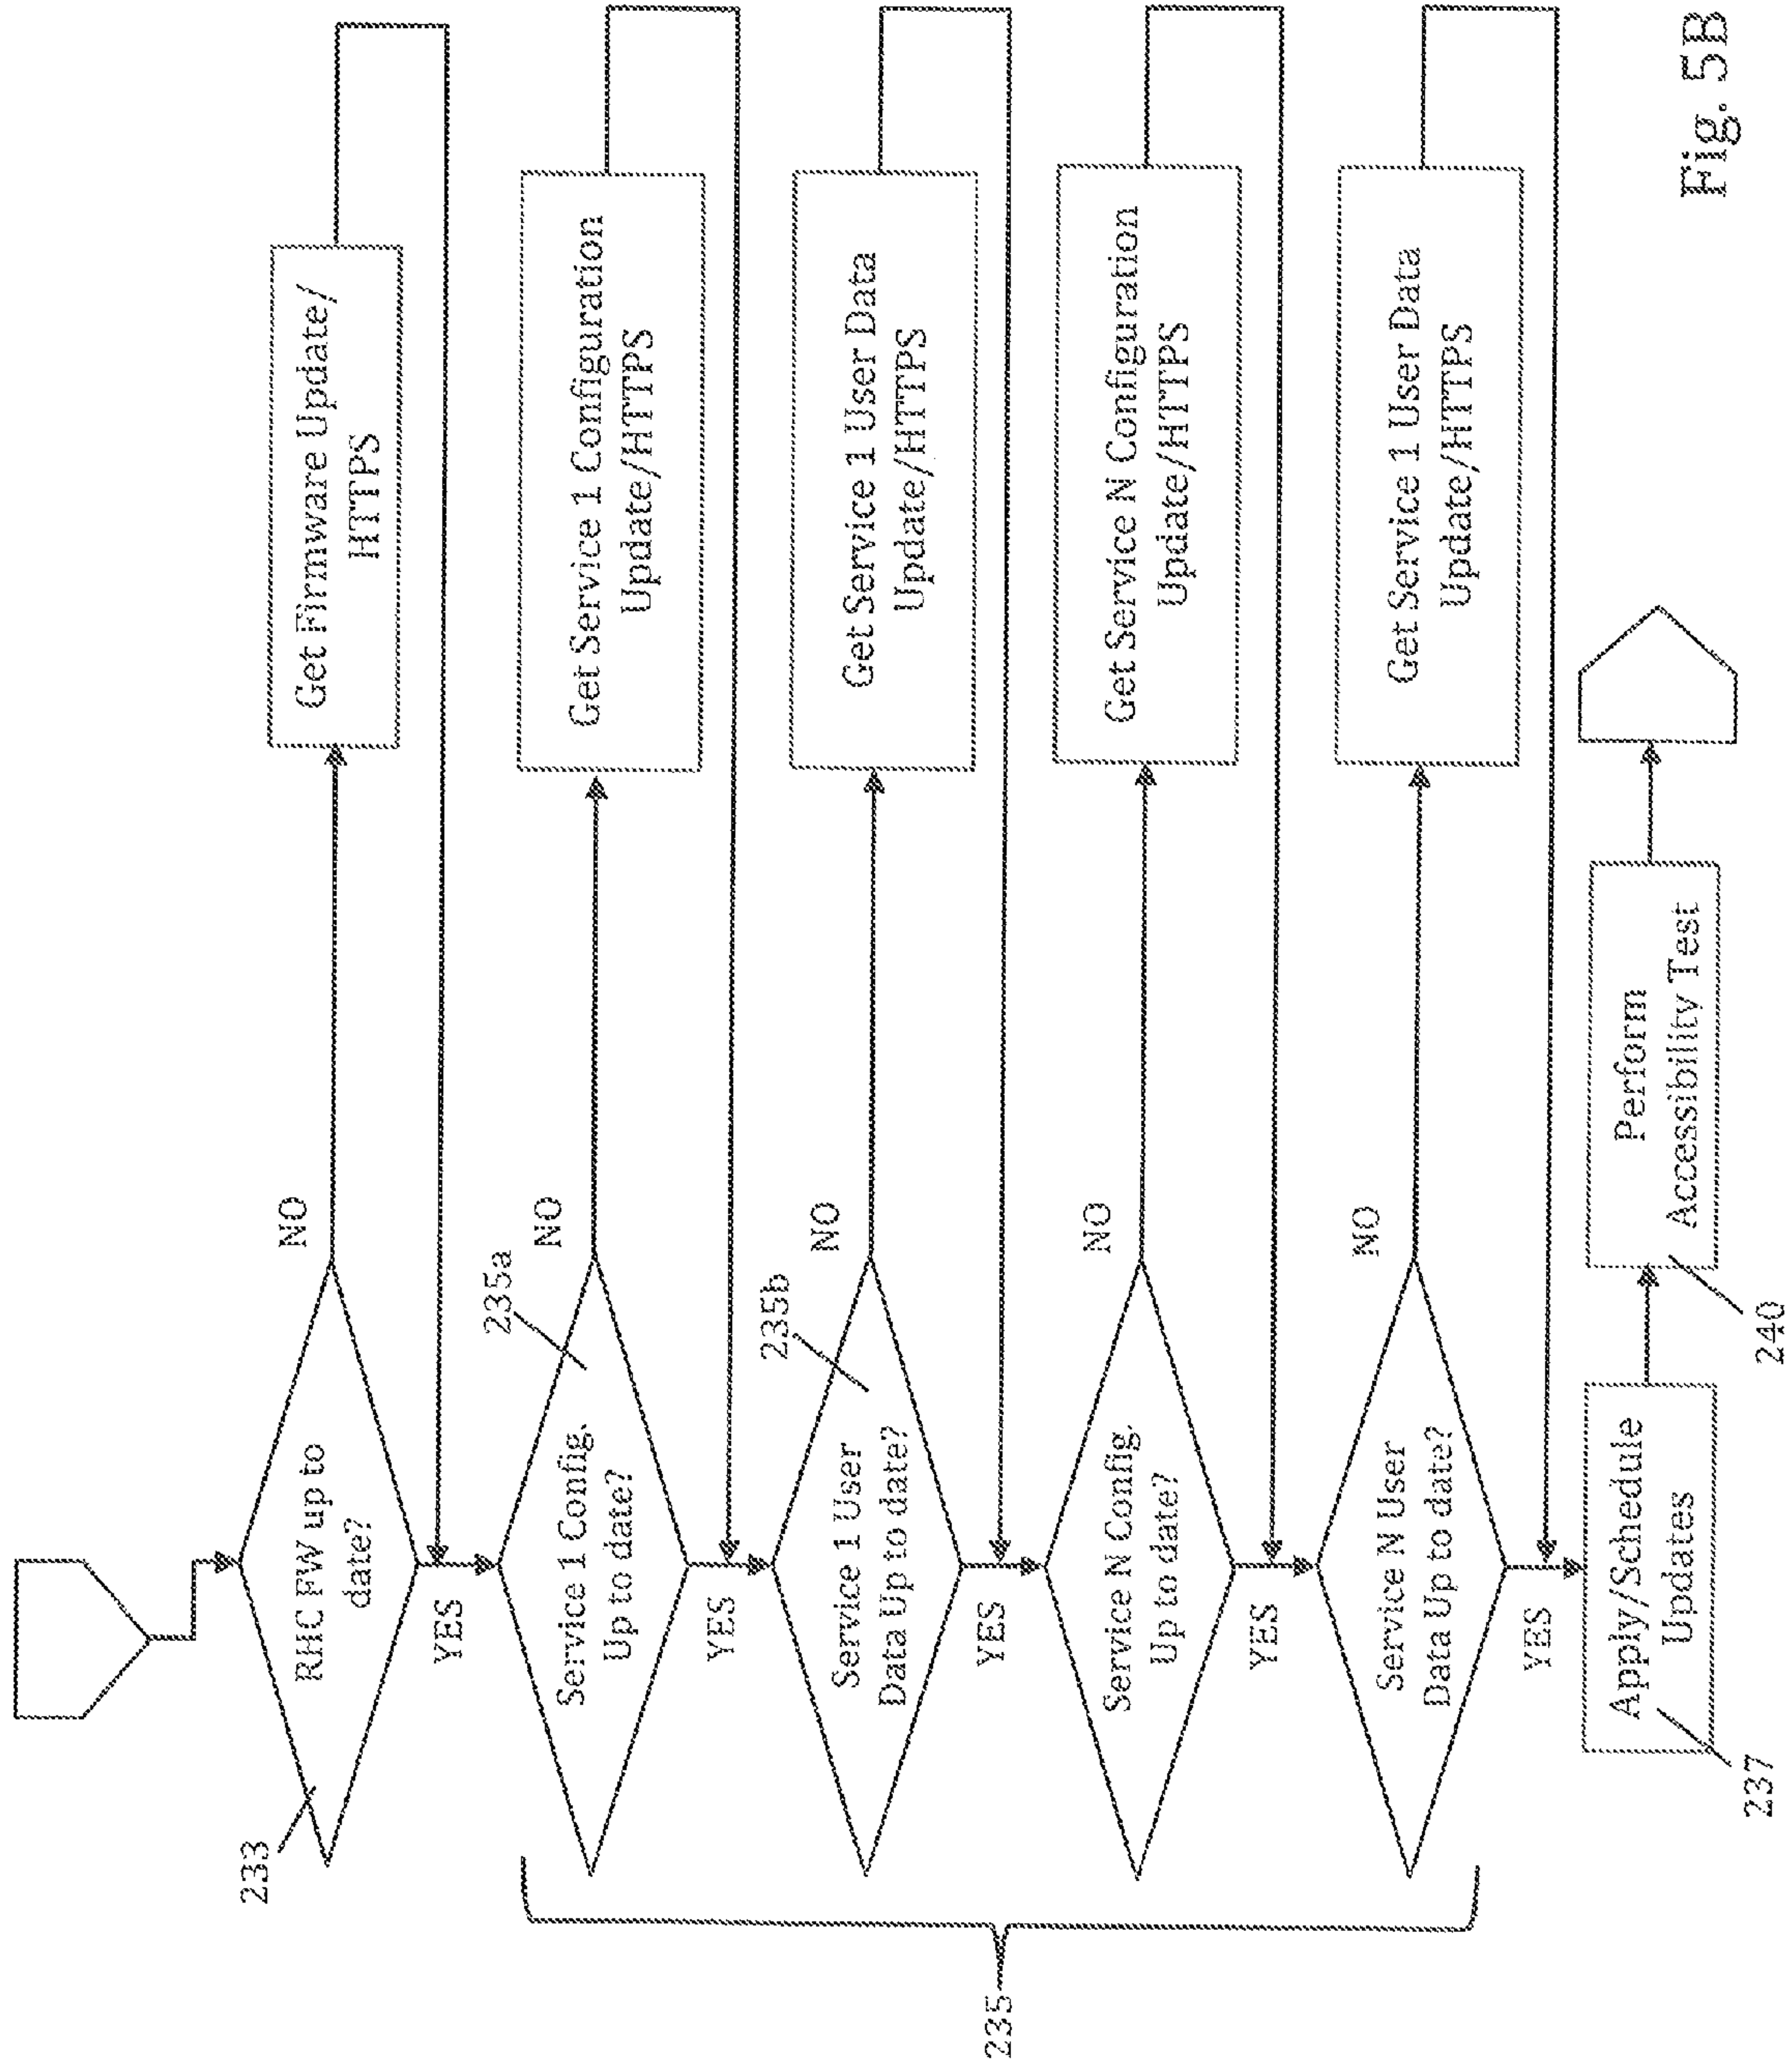 233
RHC FW up to
date?
NO
Get Firmware Update/
HTTPS
YES
235a
Service 1 Config.
Up to date?
NO
Get Service 1 Configuration
Update/HTTPS
YES
235b
Service 1 User
Data Up to date?
NO
Get Service 1 User Data
Update/HTTPS
YES
235
Service N Config.
Up to date?
NO
Get Service N Configuration
Update/HTTPS
YES
Service N User
Data Up to date?
NO
Get Service 1 User Data
Update/HTTPS
YES
Apply/Schedule
Updates
237
Perform
Accessibility Test
240
Fig. 5B